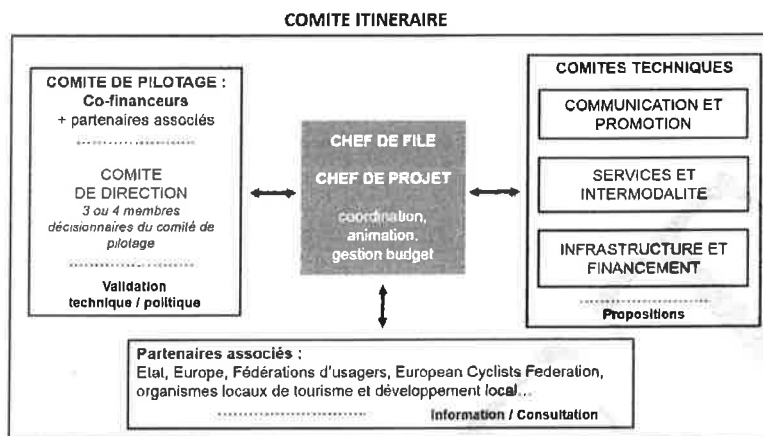 COMITE ITINERAIRE
COMITE DE PILOTAGE :
Co-financeurs
+ partenaires associés
COMITE
DE DIRECTION
3 ou 4 membres
décisionnaires du comité de
pilotage
Validation
technique / politique
CHEF DE FILE
CHEF DE PROJET
coordination,
animation,
gestion budget
COMITES TECHNIQUES
COMMUNICATION ET
PROMOTION
SERVICES ET
INTERMODALITE
INFRASTRUCTURE ET
FINANCEMENT
Propositions
Partenaires associés :
Etat, Europe, Fédérations d'usagers, European Cyclists Federation,
organismes locaux de tourisme et développement local...
Information / Consultation